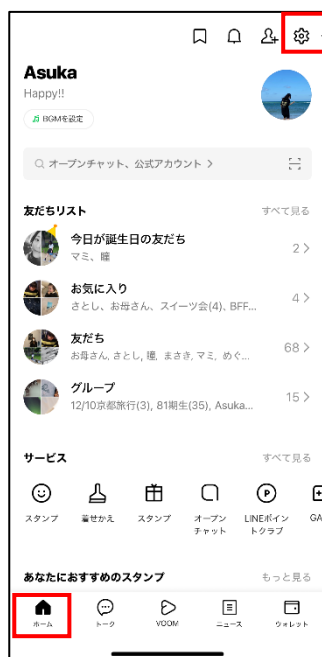 Asuka
Happy!!
BGMを設定
オープンチャット、公式アカウント >
友だちリスト すべて見る
今日が誕生日の友だち
マミ、瞳 2 >
お気に入り
さとし、お母さん、スイーツ会(4)、BFF... 4 >
友だち
お母さん, さとし, 瞳, まさき, マミ, めぐ... 68 >
グループ
12/10京都旅行(3), 81期生(35), Asuka... 15 >
サービス すべて見る
スタンプ 着せかえ スタンプ オープン LINEポイン GA
チャット トクラブ
あなたにおすすめのスタンプ もっと見る
ホーム トーク VOOM ニュース ウォレット